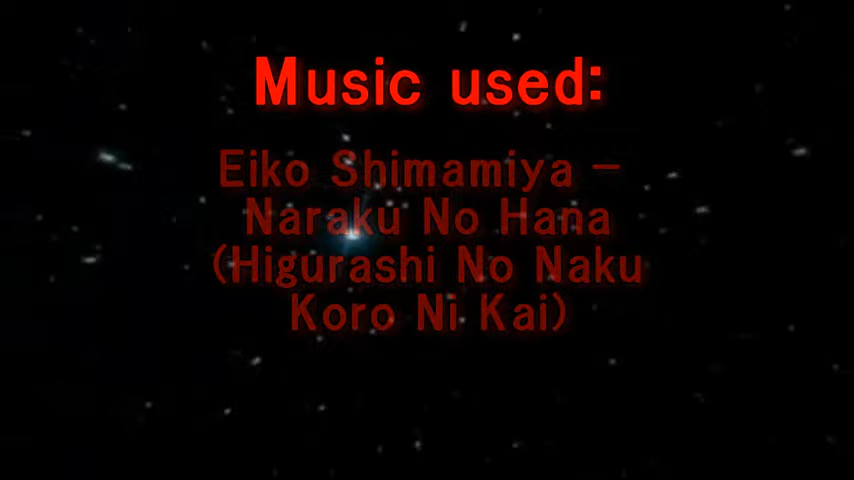 Music used:
Eiko Shimamiya -
Naraku No Hana
(Higurashi No Naku
Koro Ni Kai)